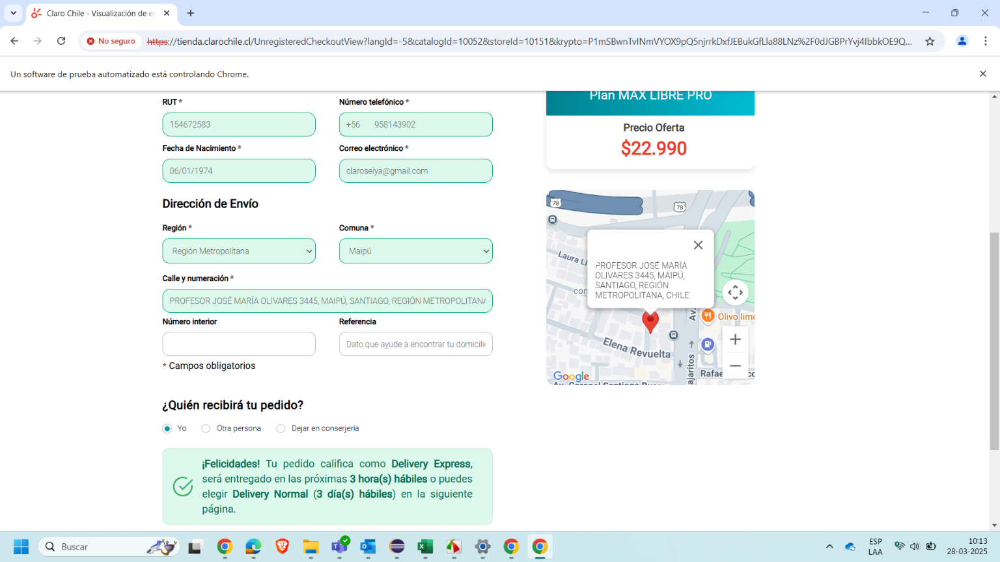 Claro Chile - Visualización de e
No seguro
https://tienda.clarochile.cl/UnregisteredCheckoutView?langId=-5&catalogId=10052&storeId=10151&krypto=P1mSBwnTvINmVYOX9pQ5njrrkDxfJEBukGfLla88LNz%2F0dJGBPrYvj4IbbkOE9Q...
Un software de prueba automatizado está controlando Chrome.
RUT *
Número telefónico *
154672583
+56 958143902
Fecha de Nacimiento *
Correo electrónico *
06/01/1974
claroseiya@gmail.com
Dirección de Envío
Región *
Comuna *
Región Metropolitana
Maipú
Calle y numeración *
PROFESOR JOSÉ MARÍA OLIVARES 3445, MAIPÚ, SANTIAGO, REGIÓN METROPOLITANA
Número interior
Referencia
Dato que ayude a encontrar tu domicili
* Campos obligatorios
¿Quién recibirá tu pedido?
Yo
Otra persona
Dejar en conserjería
¡Felicidades! Tu pedido califica como Delivery Express,
será entregado en las próximas 3 hora(s) hábiles o puedes
elegir Delivery Normal (3 día(s) hábiles) en la siguiente
página.
Plan MAX LIBRE PRO
Precio Oferta
$22.990
78
78
Laura Li
con
PROFESOR JOSÉ MARÍA
OLIVARES 3445, MAIPÚ,
SANTIAGO, REGIÓN
METROPOLITANA, CHILE
Av.
Olivo limo
Elena Revuelta
ajaritos
Rafae
Google
Buscar
ESP
LAA
10:13
28-03-2025